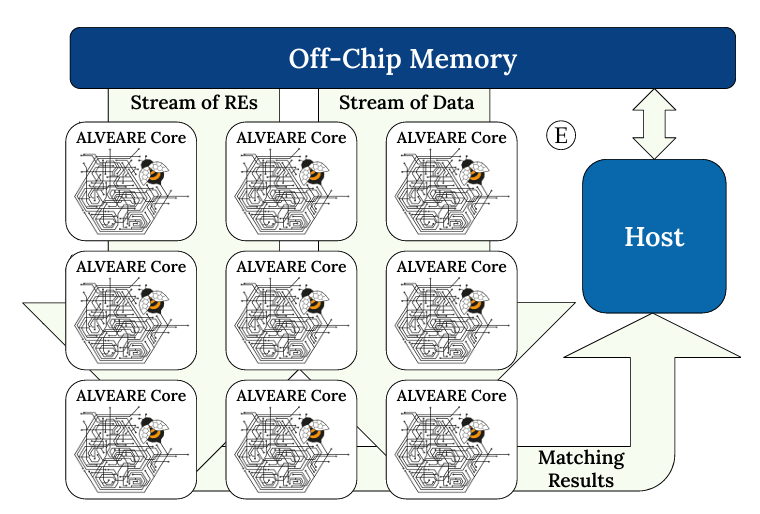 Off-Chip Memory
Stream of REs
Stream of Data
ALVEARE Core
ALVEARE Core
ALVEARE Core
E
Host
ALVEARE Core
ALVEARE Core
ALVEARE Core
ALVEARE Core
ALVEARE Core
ALVEARE Core
Matching
Results